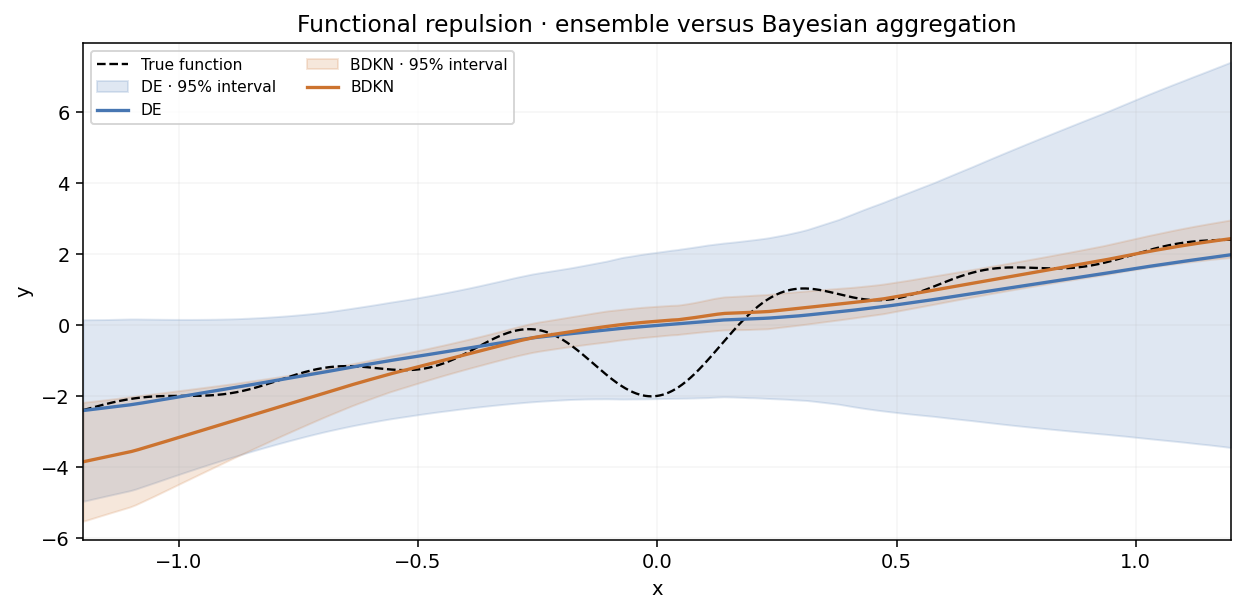 Functional repulsion · ensemble versus Bayesian aggregation
True function
DE · 95% interval
DE
BDKN · 95% interval
BDKN
y
6
4
2
0
−2
−4
−6
−1.0
−0.5
0.0
0.5
1.0
x